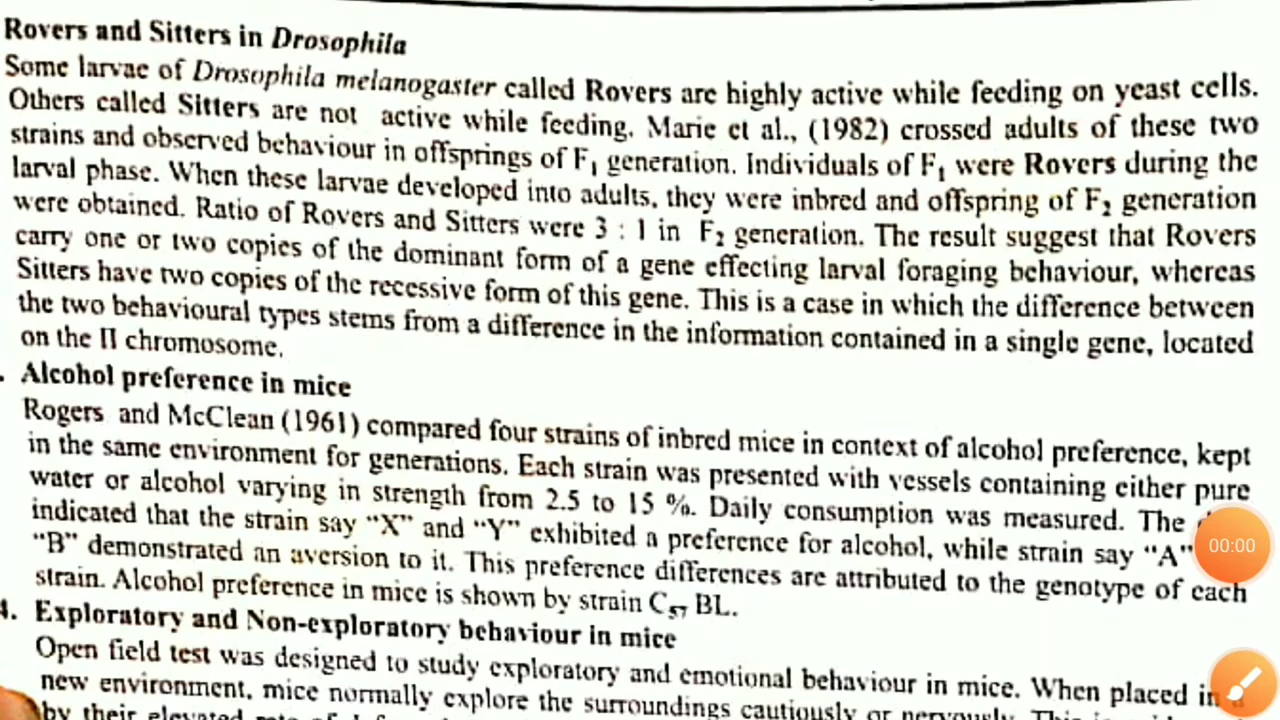 Rovers and Sitters in Drosophila
Some larvae of Drosophila melanogaster called Rovers are highly active while feeding on yeast cells.
Others called Sitters are not active while feeding. Marie et al., (1982) crossed adults of these two
strains and observed behaviour in offsprings of F₁ generation. Individuals of F₁ were Rovers during the
larval phase. When these larvae developed into adults, they were inbred and offspring of F₂ generation
were obtained. Ratio of Rovers and Sitters were 3 : 1 in F₂ generation. The result suggest that Rovers
carry one or two copies of the dominant form of a gene effecting larval foraging behaviour, whereas
Sitters have two copies of the recessive form of this gene. This is a case in which the difference between
the two behavioural types stems from a difference in the information contained in a single gene, located
on the II chromosome.
. Alcohol preference in mice
Rogers and McClean (1961) compared four strains of inbred mice in context of alcohol preference, kept
in the same environment for generations. Each strain was presented with vessels containing either pure
water or alcohol varying in strength from 2.5 to 15 %. Daily consumption was measured. The
indicated that the strain say “X” and “Y” exhibited a preference for alcohol, while strain say “A”
“B” demonstrated an aversion to it. This preference differences are attributed to the genotype of each
strain. Alcohol preference in mice is shown by strain C₅₇ BL.
4. Exploratory and Non-exploratory behaviour in mice
Open field test was designed to study exploratory and emotional behaviour in mice. When placed in
new environment, mice normally explore the surroundings cautiously or nervously. This is
by their elevated
00:00